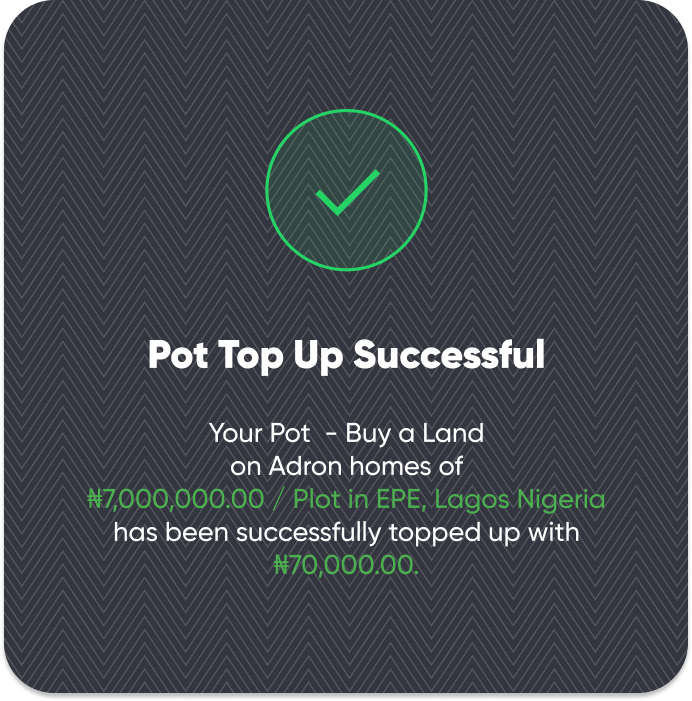 Pot Top Up Successful
Your Pot - Buy a Land
on Adron homes of
₦7,000,000.00 / Plot in EPE, Lagos Nigeria
has been successfully topped up with
₦70,000.00.